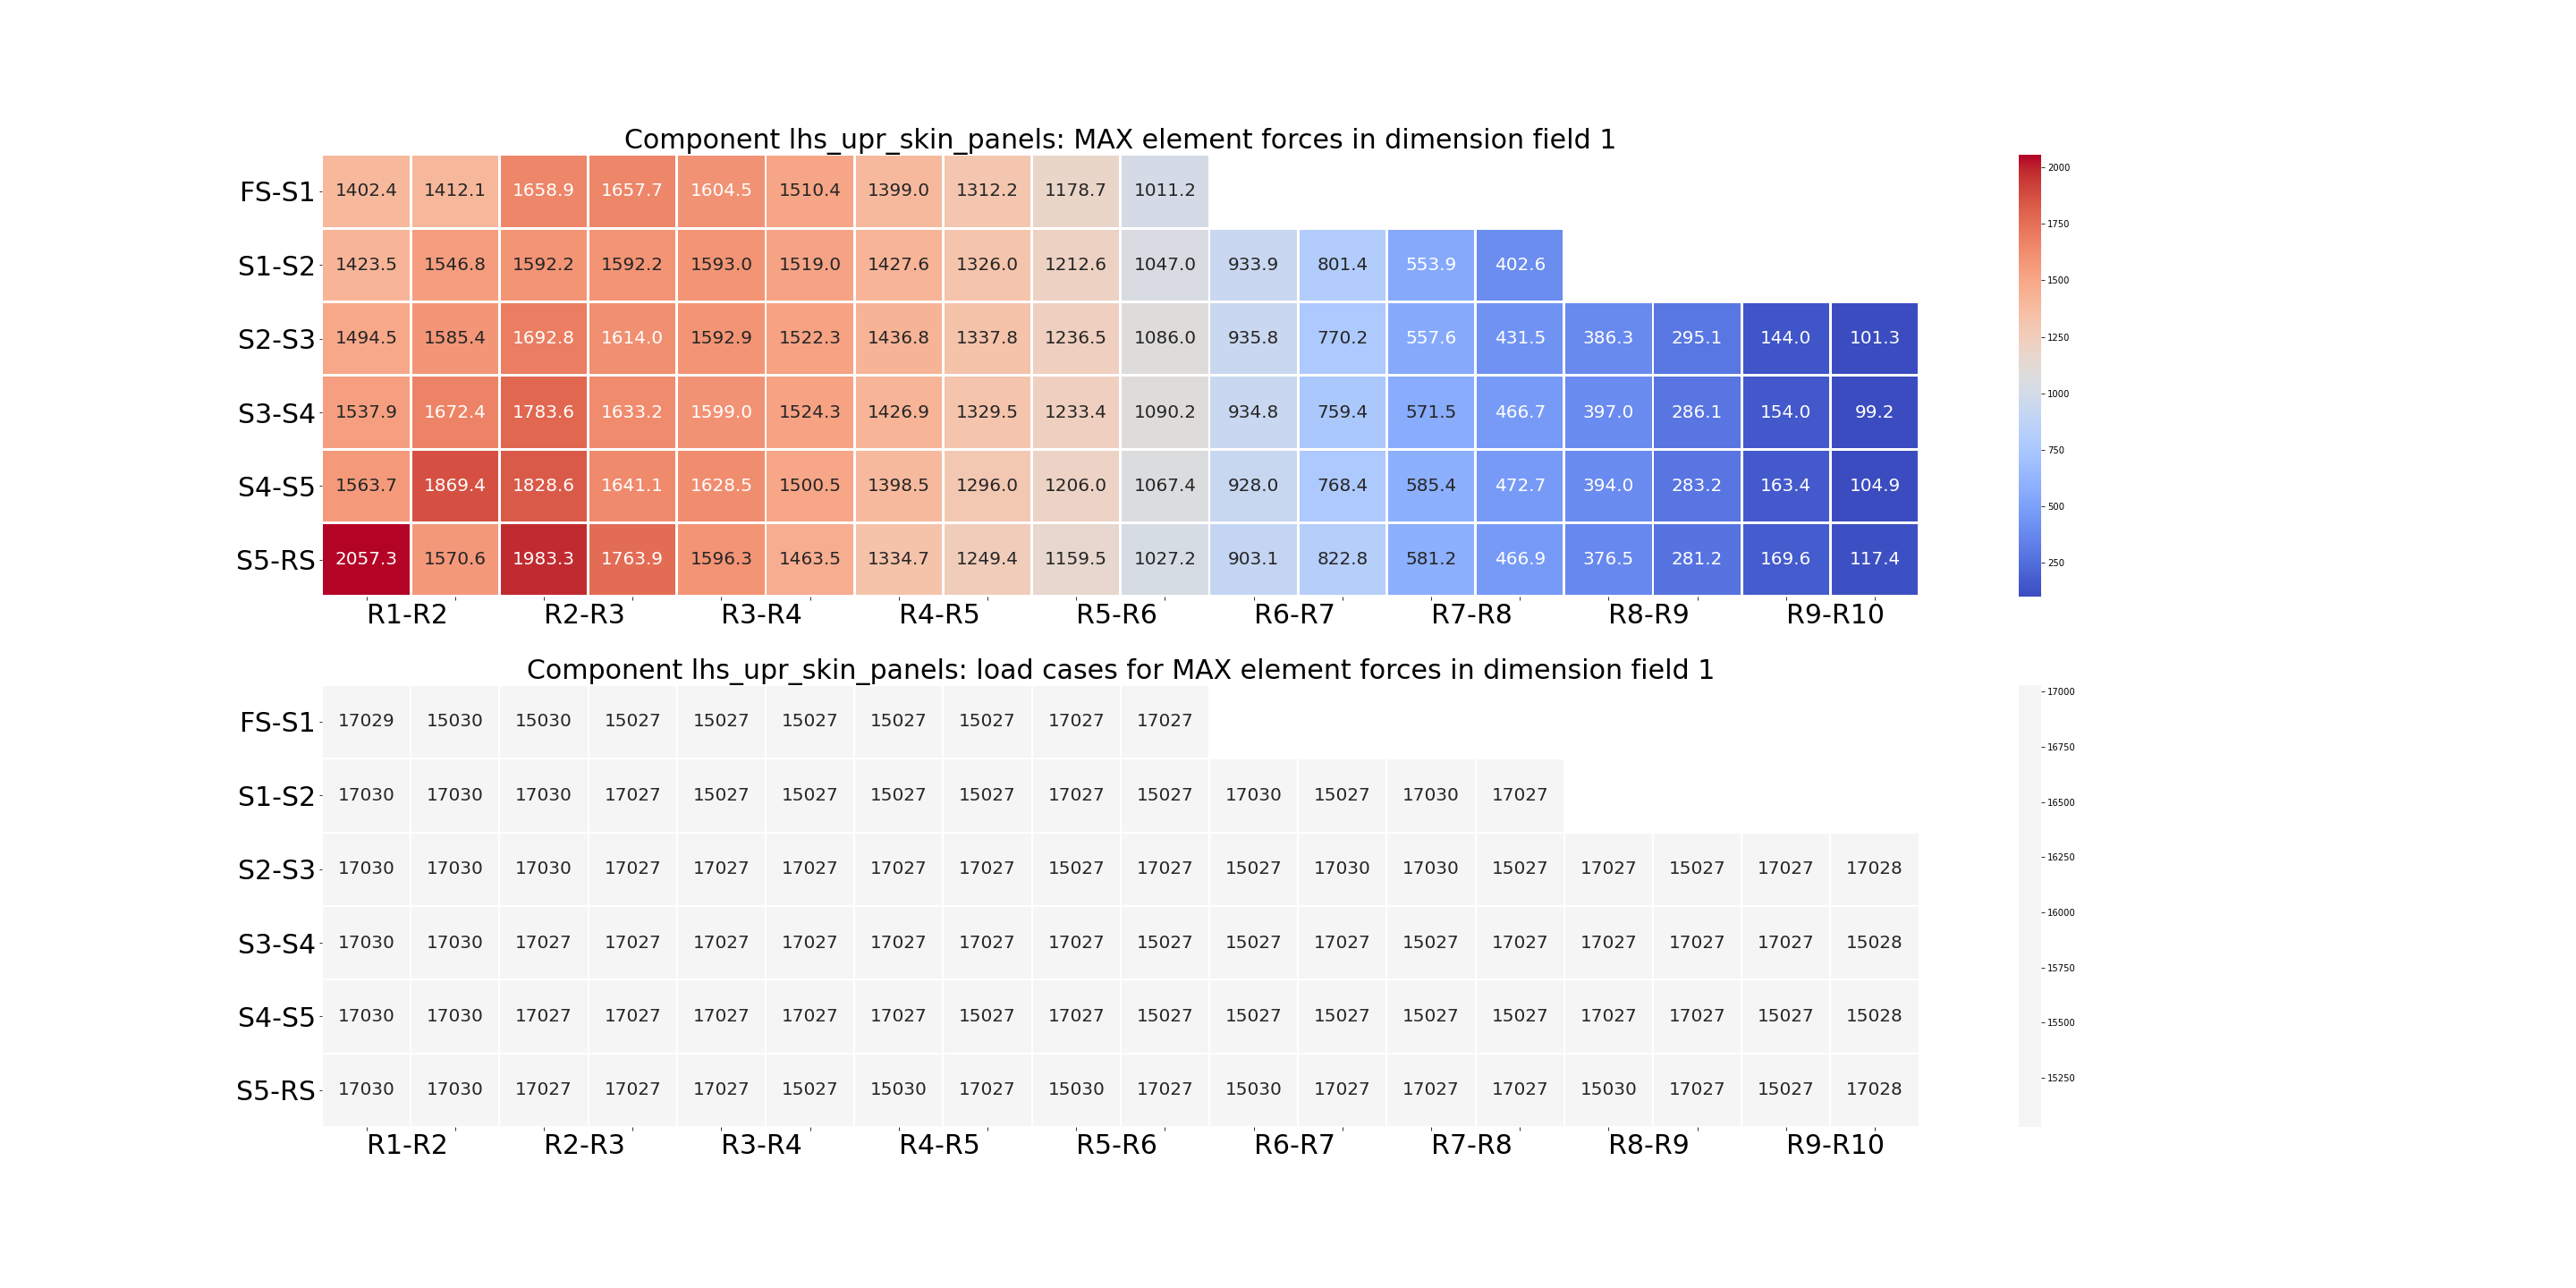 Component lhs_upr_skin_panels: MAX element forces in dimension field 1
FS-S1 1402.4 1412.1 1658.9 1657.7 1604.5 1510.4 1399.0 1312.2 1178.7 1011.2
S1-S2 1423.5 1546.8 1592.2 1592.2 1593.0 1519.0 1427.6 1326.0 1212.6 1047.0 933.9 801.4 553.9 402.6
S2-S3 1494.5 1585.4 1692.8 1614.0 1592.9 1522.3 1436.8 1337.8 1236.5 1086.0 935.8 770.2 557.6 431.5 386.3 295.1 144.0 101.3
S3-S4 1537.9 1672.4 1783.6 1633.2 1599.0 1524.3 1426.9 1329.5 1233.4 1090.2 934.8 759.4 571.5 466.7 397.0 286.1 154.0 99.2
S4-S5 1563.7 1869.4 1828.6 1641.1 1628.5 1500.5 1398.5 1296.0 1206.0 1067.4 928.0 768.4 585.4 472.7 394.0 283.2 163.4 104.9
S5-RS 2057.3 1570.6 1983.3 1763.9 1596.3 1463.5 1334.7 1249.4 1159.5 1027.2 903.1 822.8 581.2 466.9 376.5 281.2 169.6 117.4
R1-R2 R2-R3 R3-R4 R4-R5 R5-R6 R6-R7 R7-R8 R8-R9 R9-R10
2000
1750
1500
1250
1000
750
500
250
Component lhs_upr_skin_panels: load cases for MAX element forces in dimension field 1
FS-S1 17029 15030 15030 15027 15027 15027 15027 15027 17027 17027
S1-S2 17030 17030 17030 17027 15027 15027 15027 15027 17027 15027 17030 15027 17030 17027
S2-S3 17030 17030 17030 17027 17027 17027 17027 17027 15027 17027 15027 17030 17030 15027 17027 15027 17027 17028
S3-S4 17030 17030 17027 17027 17027 17027 17027 17027 17027 15027 15027 17027 15027 17027 17027 17027 17027 15028
S4-S5 17030 17030 17027 17027 17027 17027 17027 15027 17027 15027 15027 15027 15027 15027 17027 17027 15027 15028
S5-RS 17030 17030 17027 17027 17027 15027 15030 17027 15030 17027 15030 17027 17027 17027 15030 17027 15027 17028
R1-R2 R2-R3 R3-R4 R4-R5 R5-R6 R6-R7 R7-R8 R8-R9 R9-R10
17000
16750
16500
16250
16000
15750
15500
15250